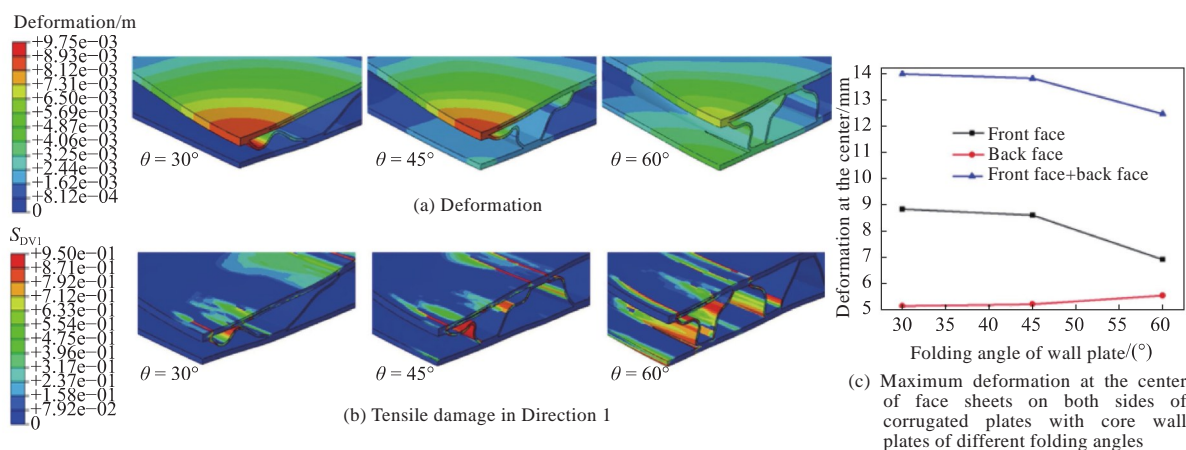 Deformation/m
+9.75e−03
+8.93e−03
+8.12e−03
+7.31e−03
+6.50e−03
+5.69e−03
+4.87e−03
+4.06e−03
+3.25e−03
+2.44e−03
+1.62e−03
+8.12e−04
0
θ = 30°
θ = 45°
θ = 60°
(a) Deformation
S_DV1
+9.50e−01
+8.71e−01
+7.92e−01
+7.12e−01
+6.33e−01
+5.54e−01
+4.75e−01
+3.96e−01
+3.17e−01
+2.37e−01
+1.58e−01
+7.92e−02
0
θ = 30°
θ = 45°
θ = 60°
(b) Tensile damage in Direction 1
Deformation at the center/mm
14
13
12
11
10
9
8
7
6
5
Front face
Back face
Front face+back face
30 35 40 45 50 55 60
Folding angle of wall plate/(°)
(c) Maximum deformation at the center
of face sheets on both sides of
corrugated plates with core wall
plates of different folding angles